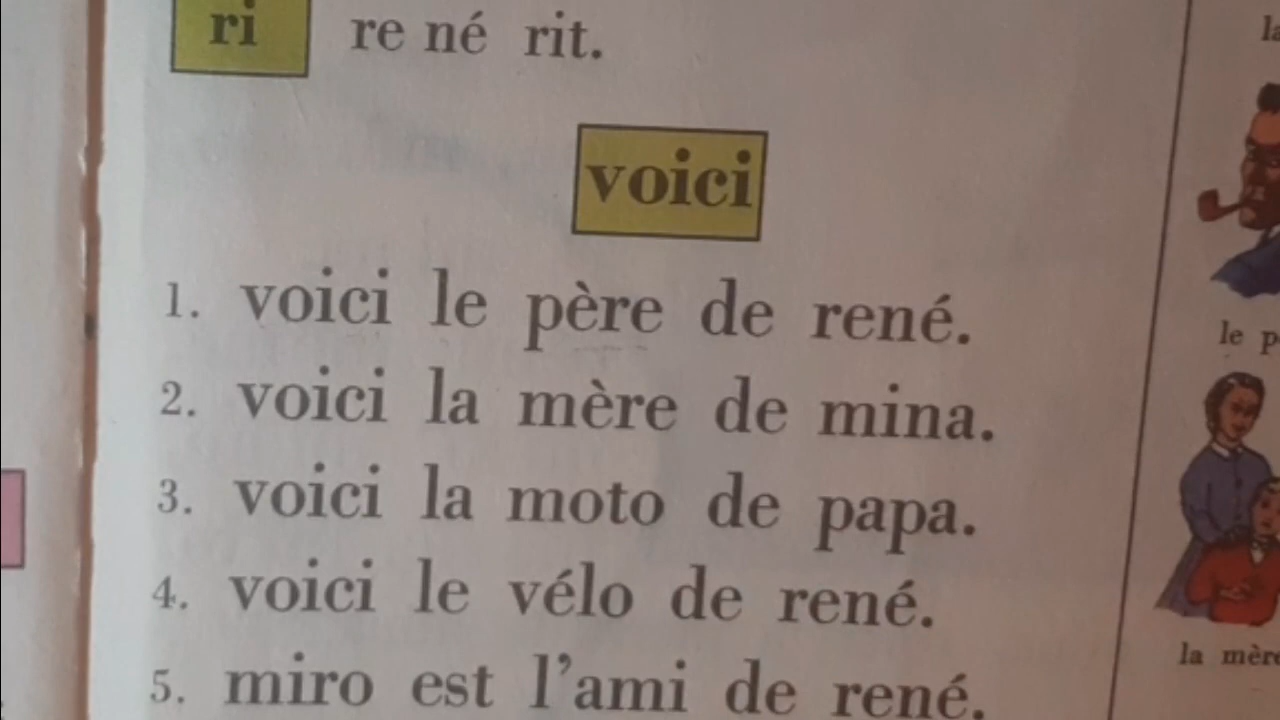 ri re né rit.
voici
1. voici le père de rené.
2. voici la mère de mina.
3. voici la moto de papa.
4. voici le vélo de rené.
5. miro est l'ami de rené.
le
la mère